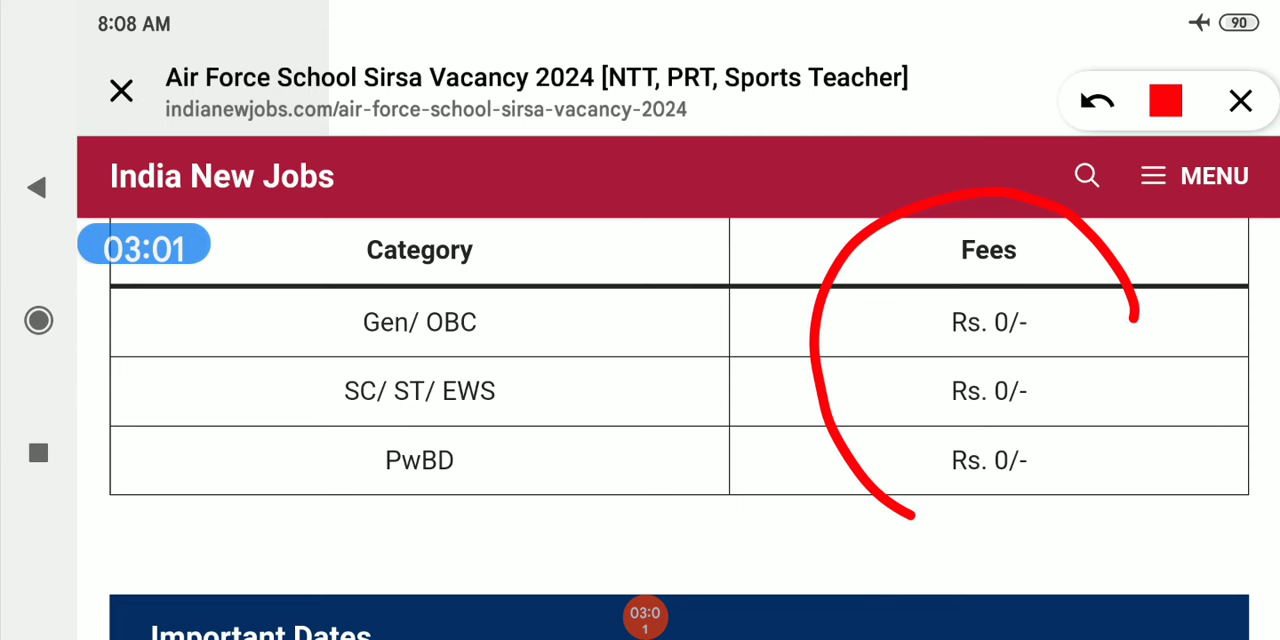 8:08 AM
90
Air Force School Sirsa Vacancy 2024 [NTT, PRT, Sports Teacher]
indianewjobs.com/air-force-school-sirsa-vacancy-2024
India New Jobs
MENU
03:01
Category Fees
Gen/ OBC Rs. 0/-
SC/ ST/ EWS Rs. 0/-
PwBD Rs. 0/-
03:0
1
Important Dates